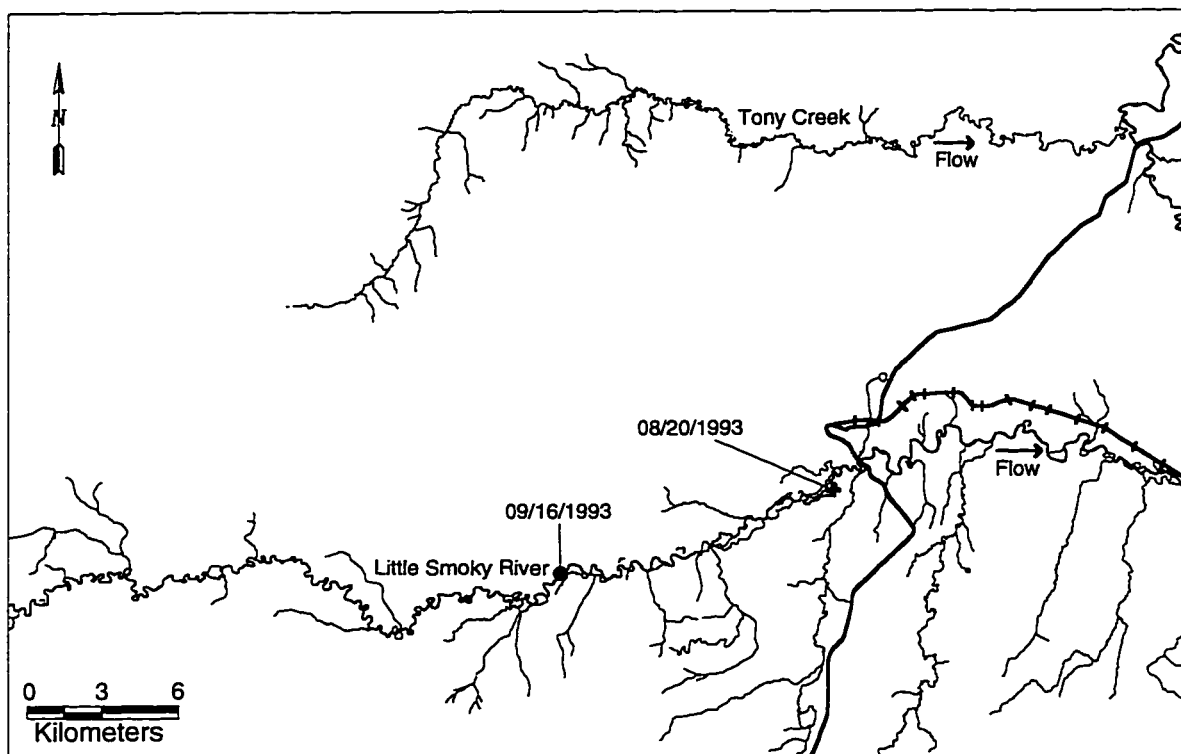 N
Tony Creek
Flow
08/20/1993
Flow
09/16/1993
Little Smoky River
0 3 6
Kilometers